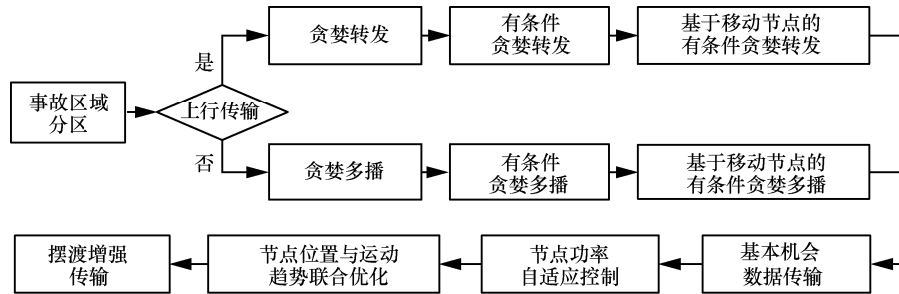 事故区域
分区
上行传输
是
否
贪婪转发
有条件
贪婪转发
基于移动节点的
有条件贪婪转发
贪婪多播
有条件
贪婪多播
基于移动节点的
有条件贪婪多播
基本机会
数据传输
节点功率
自适应控制
节点位置与运动
趋势联合优化
摆渡增强
传输